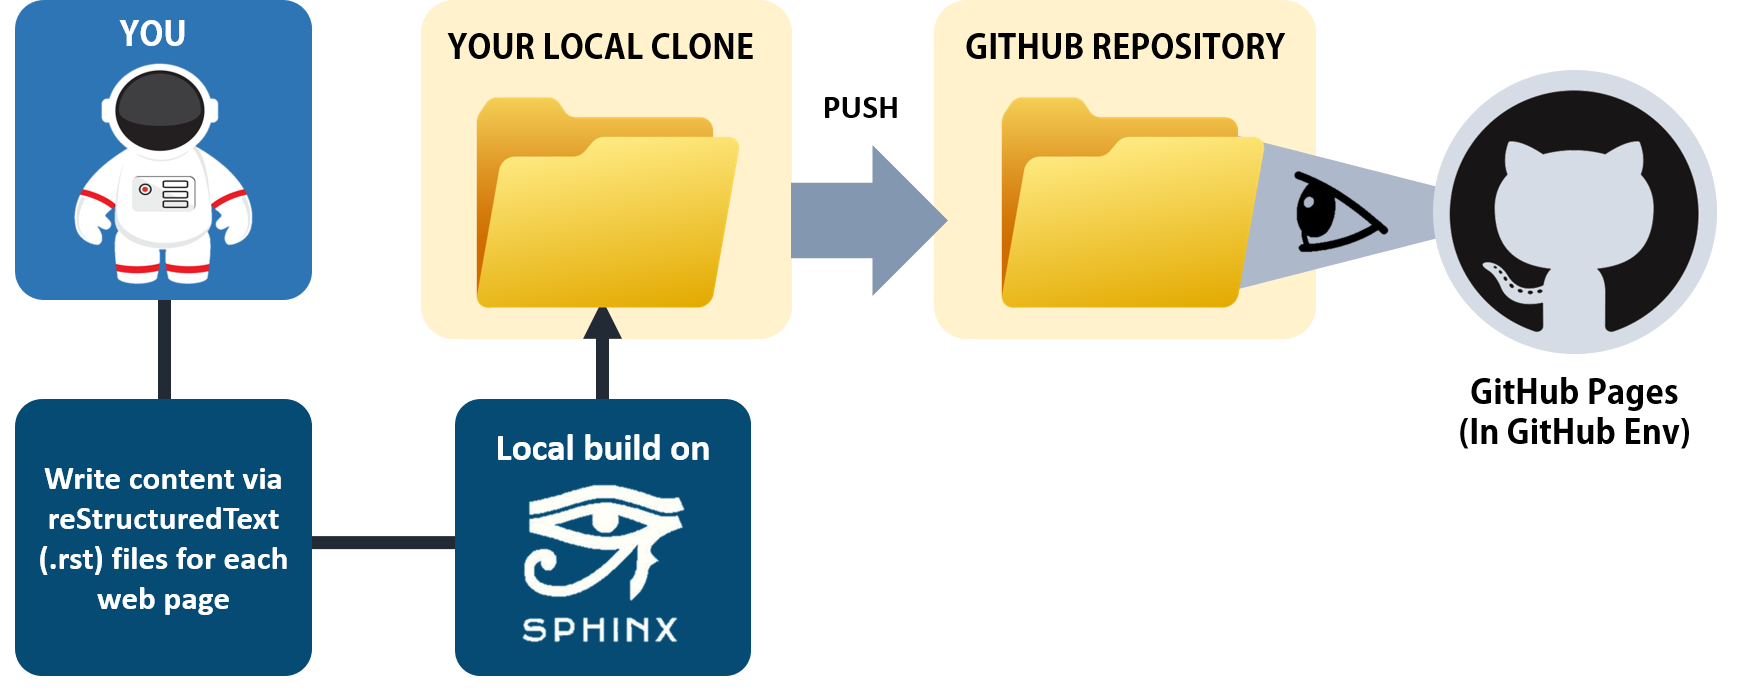 YOU
YOUR LOCAL CLONE
PUSH
GITHUB REPOSITORY
GitHub Pages
(In GitHub Env)
Write content via
reStructuredText
(.rst) files for each
web page
Local build on
SPHINX